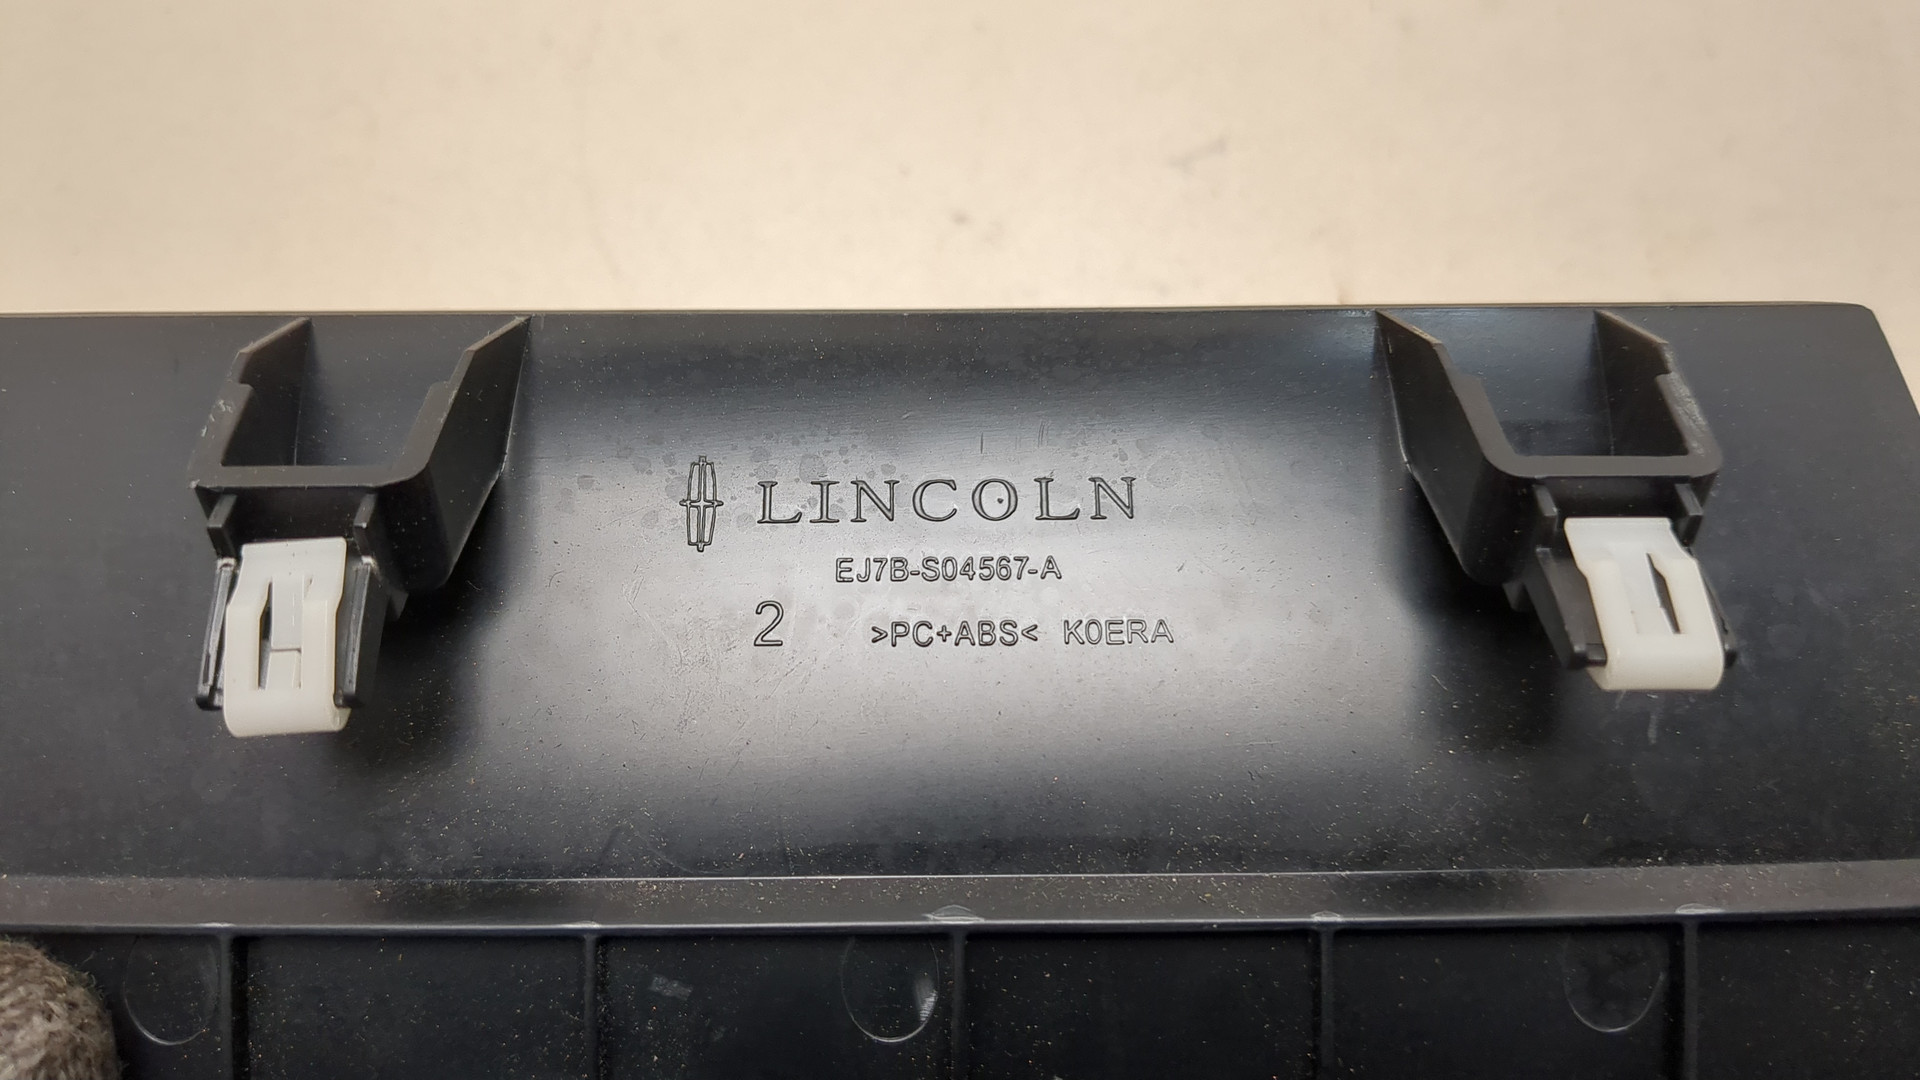 LINCOLN
EJ7B-S04567-A
2 >PC+ABS< K0ERA